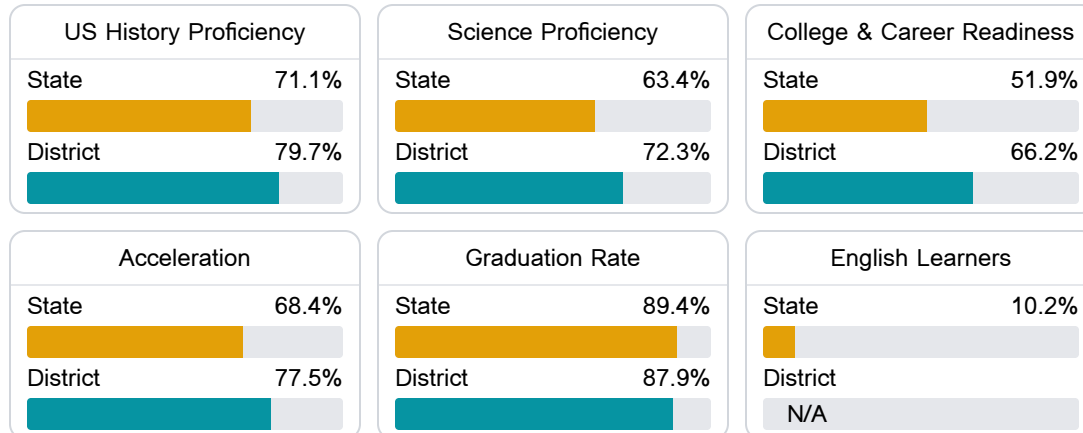 US History Proficiency
State 71.1%
District 79.7%
Science Proficiency
State 63.4%
District 72.3%
College & Career Readiness
State 51.9%
District 66.2%
Acceleration
State 68.4%
District 77.5%
Graduation Rate
State 89.4%
District 87.9%
English Learners
State 10.2%
District
N/A